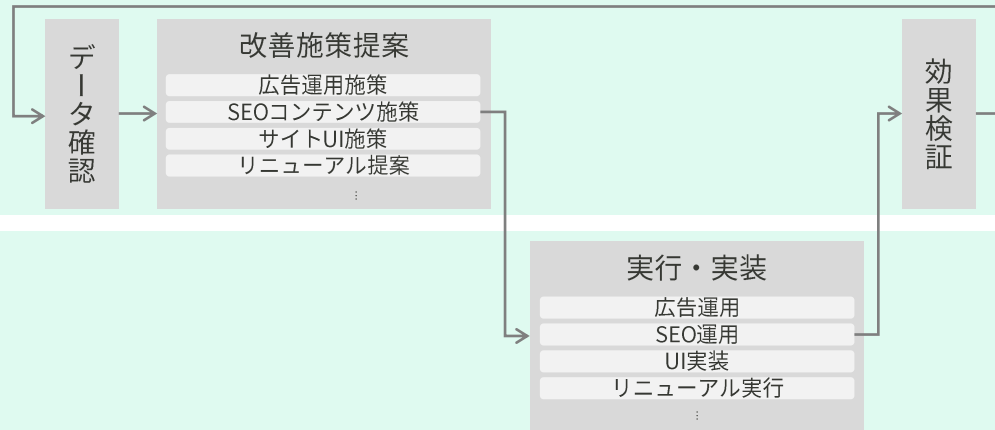 データ確認
改善施策提案
広告運用施策
SEOコンテンツ施策
サイトUI施策
リニューアル提案
…
実行・実装
広告運用
SEO運用
UI実装
リニューアル実行
…
効果検証